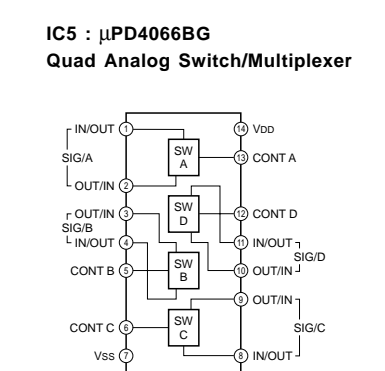 IC5 : µPD4066BG
Quad Analog Switch/Multiplexer
IN/OUT 1 14 VDD
SW A
SIG/A 13 CONT A
OUT/IN 2
OUT/IN 3 SW D 12 CONT D
SIG/B
IN/OUT 4 11 IN/OUT
SIG/D
CONT B 5 SW B 10 OUT/IN
9 OUT/IN
CONT C 6 SW C SIG/C
Vss 7 8 IN/OUT